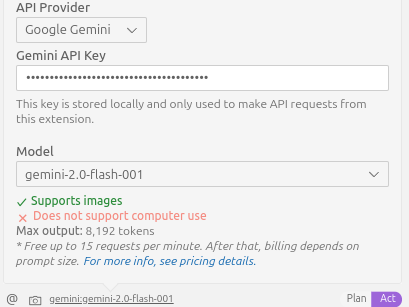 API Provider
Google Gemini
Gemini API Key
••••••••••••••••••••••••••••••••••••••••
This key is stored locally and only used to make API requests from
this extension.
Model
gemini-2.0-flash-001
Supports images
Does not support computer use
Max output: 8,192 tokens
* Free up to 15 requests per minute. After that, billing depends on
prompt size. For more info, see pricing details.
@ gemini:gemini-2.0-flash-001 Plan Act